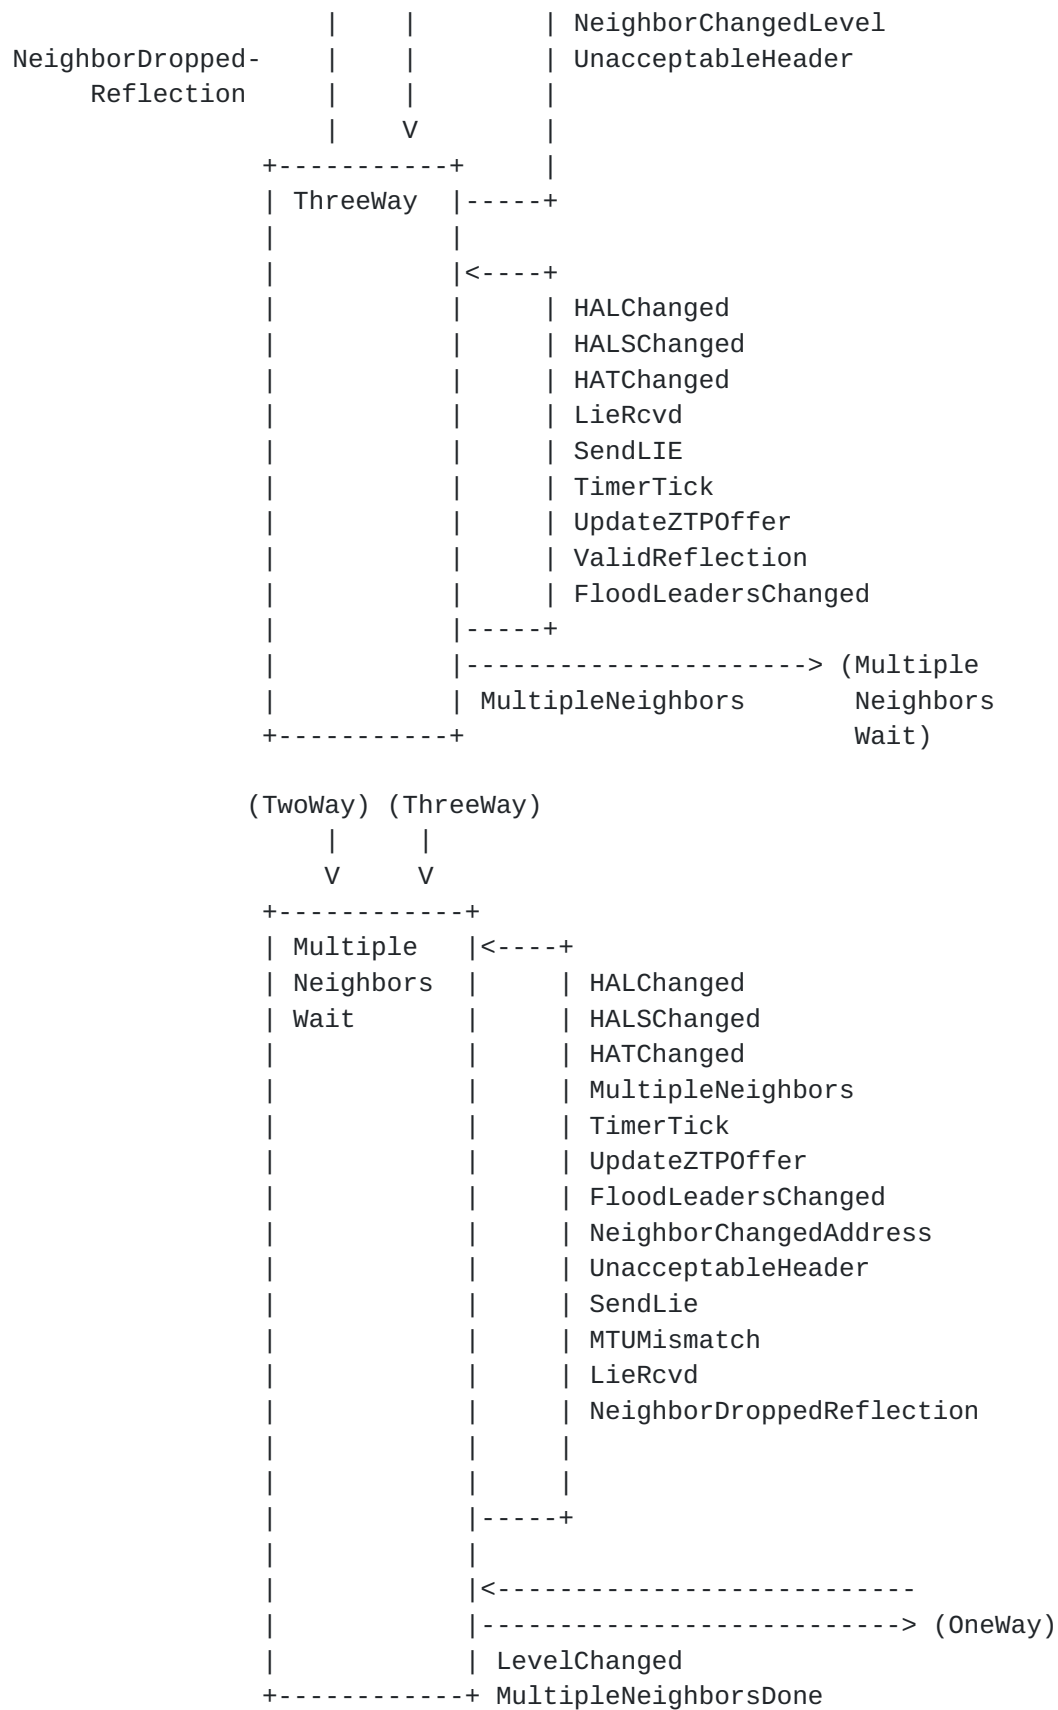 |    |        | NeighborChangedLevel
NeighborDropped-    |    |        | UnacceptableHeader
     Reflection     |    |        |
                    |    V        |
                +-----------+     |
                | ThreeWay  |-----+
                |           |
                |           |<----+
                |           |     | HALChanged
                |           |     | HALSChanged
                |           |     | HATChanged
                |           |     | LieRcvd
                |           |     | SendLIE
                |           |     | TimerTick
                |           |     | UpdateZTPOffer
                |           |     | ValidReflection
                |           |     | FloodLeadersChanged
                |           |-----+
                |           |----------------------> (Multiple
                |           | MultipleNeighbors       Neighbors
                +-----------+                         Wait)

               (TwoWay) (ThreeWay)
                    |     |
                    V     V
                +------------+
                | Multiple   |<----+
                | Neighbors  |     | HALChanged
                | Wait       |     | HALSChanged
                |            |     | HATChanged
                |            |     | MultipleNeighbors
                |            |     | TimerTick
                |            |     | UpdateZTPOffer
                |            |     | FloodLeadersChanged
                |            |     | NeighborChangedAddress
                |            |     | UnacceptableHeader
                |            |     | SendLie
                |            |     | MTUMismatch
                |            |     | LieRcvd
                |            |     | NeighborDroppedReflection
                |            |     |
                |            |     |
                |            |-----+
                |            |
                |            |<---------------------------
                |            |---------------------------> (OneWay)
                |            | LevelChanged
                +------------+ MultipleNeighborsDone